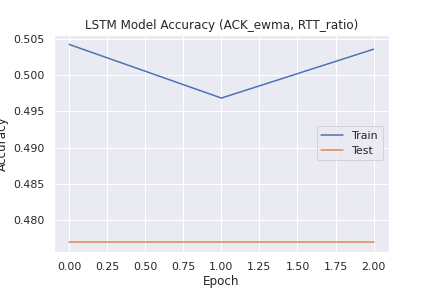 LSTM Model Accuracy (ACK_ewma, RTT_ratio)
0.505
0.500
0.495
0.490
0.485
0.480
Accuracy
Train
Test
0.00 0.25 0.50 0.75 1.00 1.25 1.50 1.75 2.00
Epoch